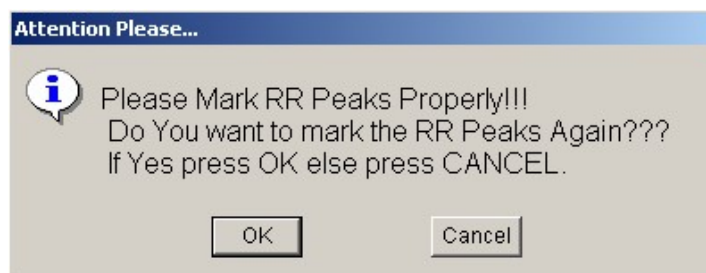 Attention Please...
Please Mark RR Peaks Properly!!!
Do You want to mark the RR Peaks Again???
If Yes press OK else press CANCEL.
OK Cancel